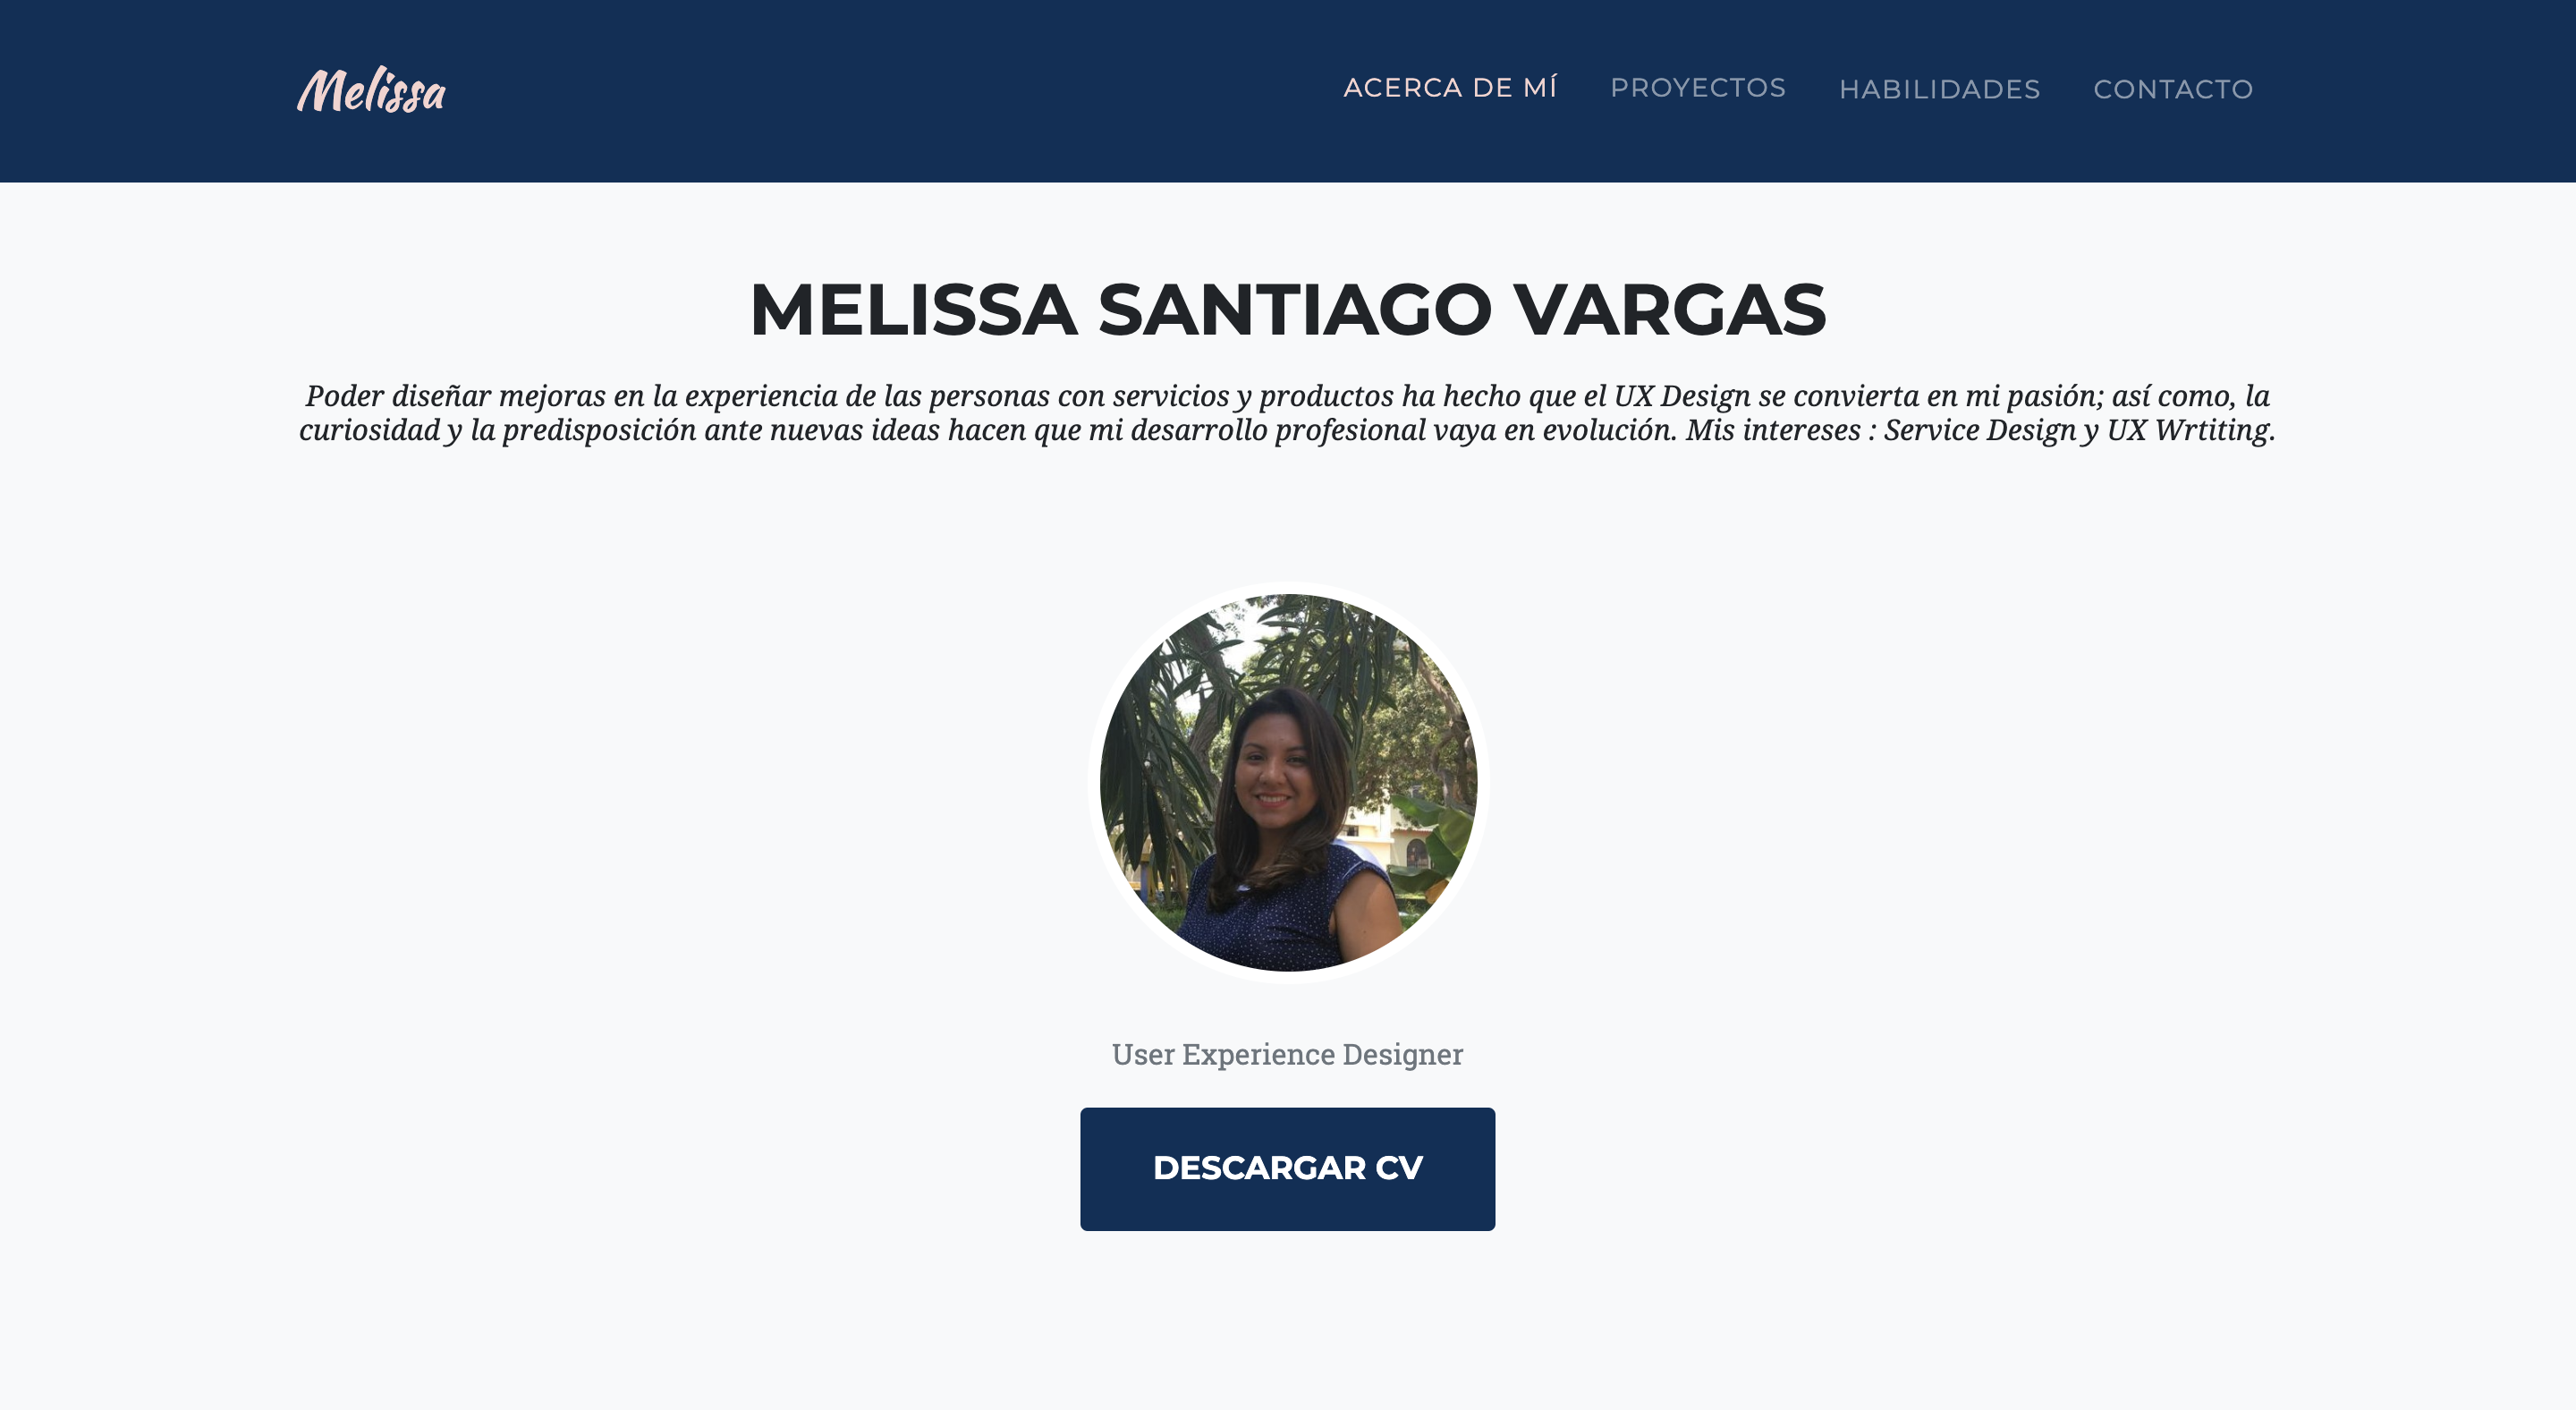 Melissa
ACERCA DE MÍ PROYECTOS HABILIDADES CONTACTO
MELISSA SANTIAGO VARGAS
Poder diseñar mejoras en la experiencia de las personas con servicios y productos ha hecho que el UX Design se convierta en mi pasión; así como, la
curiosidad y la predisposición ante nuevas ideas hacen que mi desarrollo profesional vaya en evolución. Mis intereses : Service Design y UX Wrtiting.
User Experience Designer
DESCARGAR CV